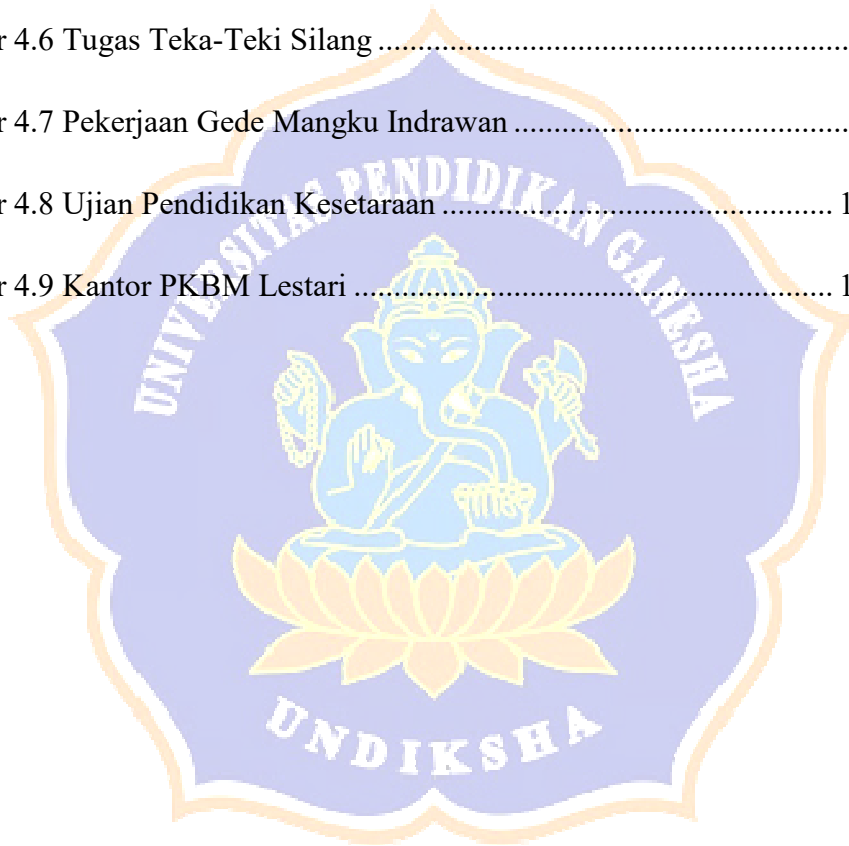 r 4.6 Tugas Teka-Teki Silang ............................................................
r 4.7 Pekerjaan Gede Mangku Indrawan ..........................................
r 4.8 Ujian Pendidikan Kesetaraan ................................................. 1
r 4.9 Kantor PKBM Lestari ............................................................ 1
UNIVERSITAS PENDIDIKAN GANESHA
UNDIKSHA